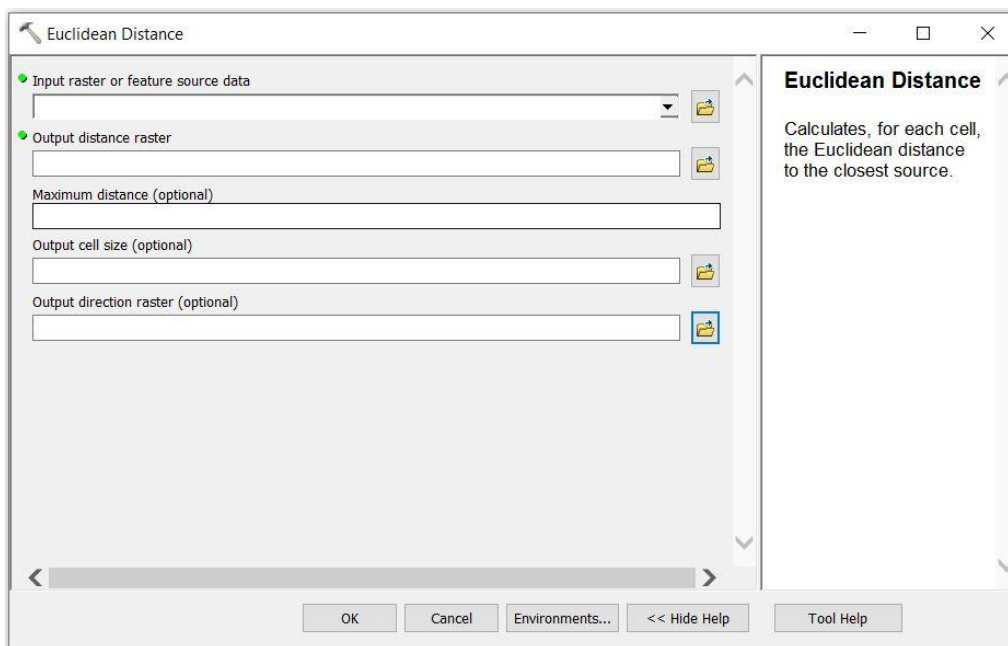 Euclidean Distance
Input raster or feature source data
Output distance raster
Maximum distance (optional)
Output cell size (optional)
Output direction raster (optional)
Euclidean Distance
Calculates, for each cell,
the Euclidean distance
to the closest source.
OK
Cancel
Environments...
<< Hide Help
Tool Help